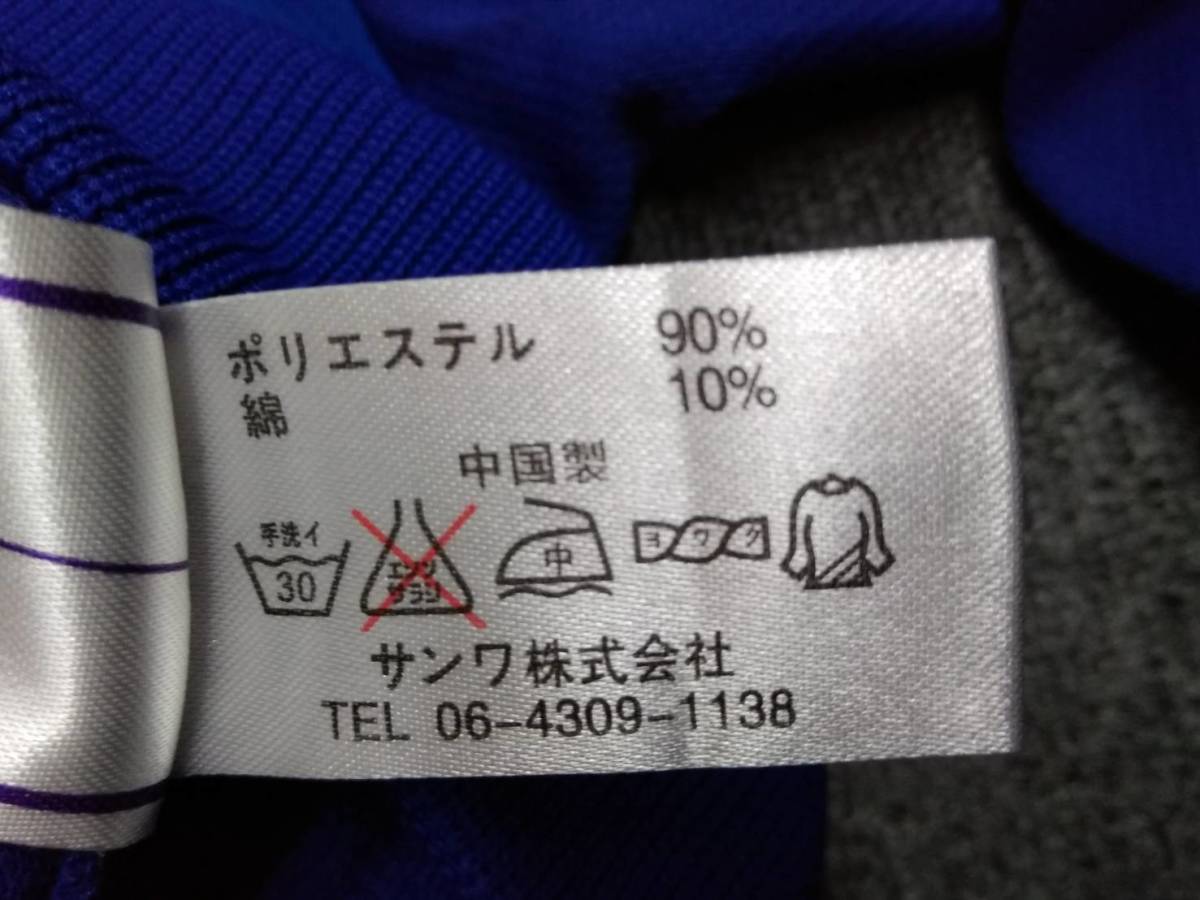 ポリエステル 90%
綿 10%
中国製
手洗イ
30
エンソ
サラシ
中
ヨワク
サンワ株式会社
TEL 06-4309-1138